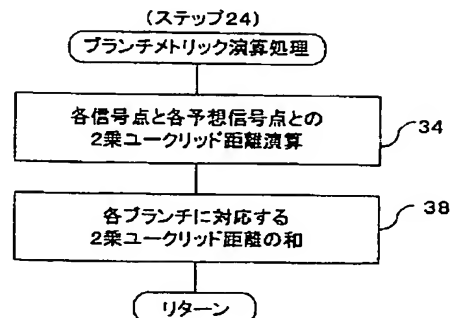 (ステップ24)
ブランチメトリック演算処理
各信号点と各予想信号点との
2乗ユークリッド距離演算
34
各ブランチに対応する
2乗ユークリッド距離の和
38
リターン